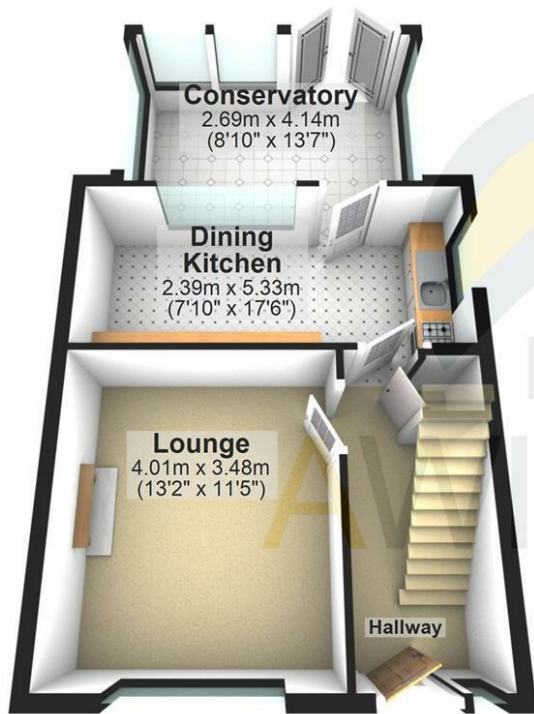 Conservatory
2.69m x 4.14m
(8'10" x 13'7")
Dining
Kitchen
2.39m x 5.33m
(7'10" x 17'6")
Lounge
4.01m x 3.48m
(13'2" x 11'5")
Hallway